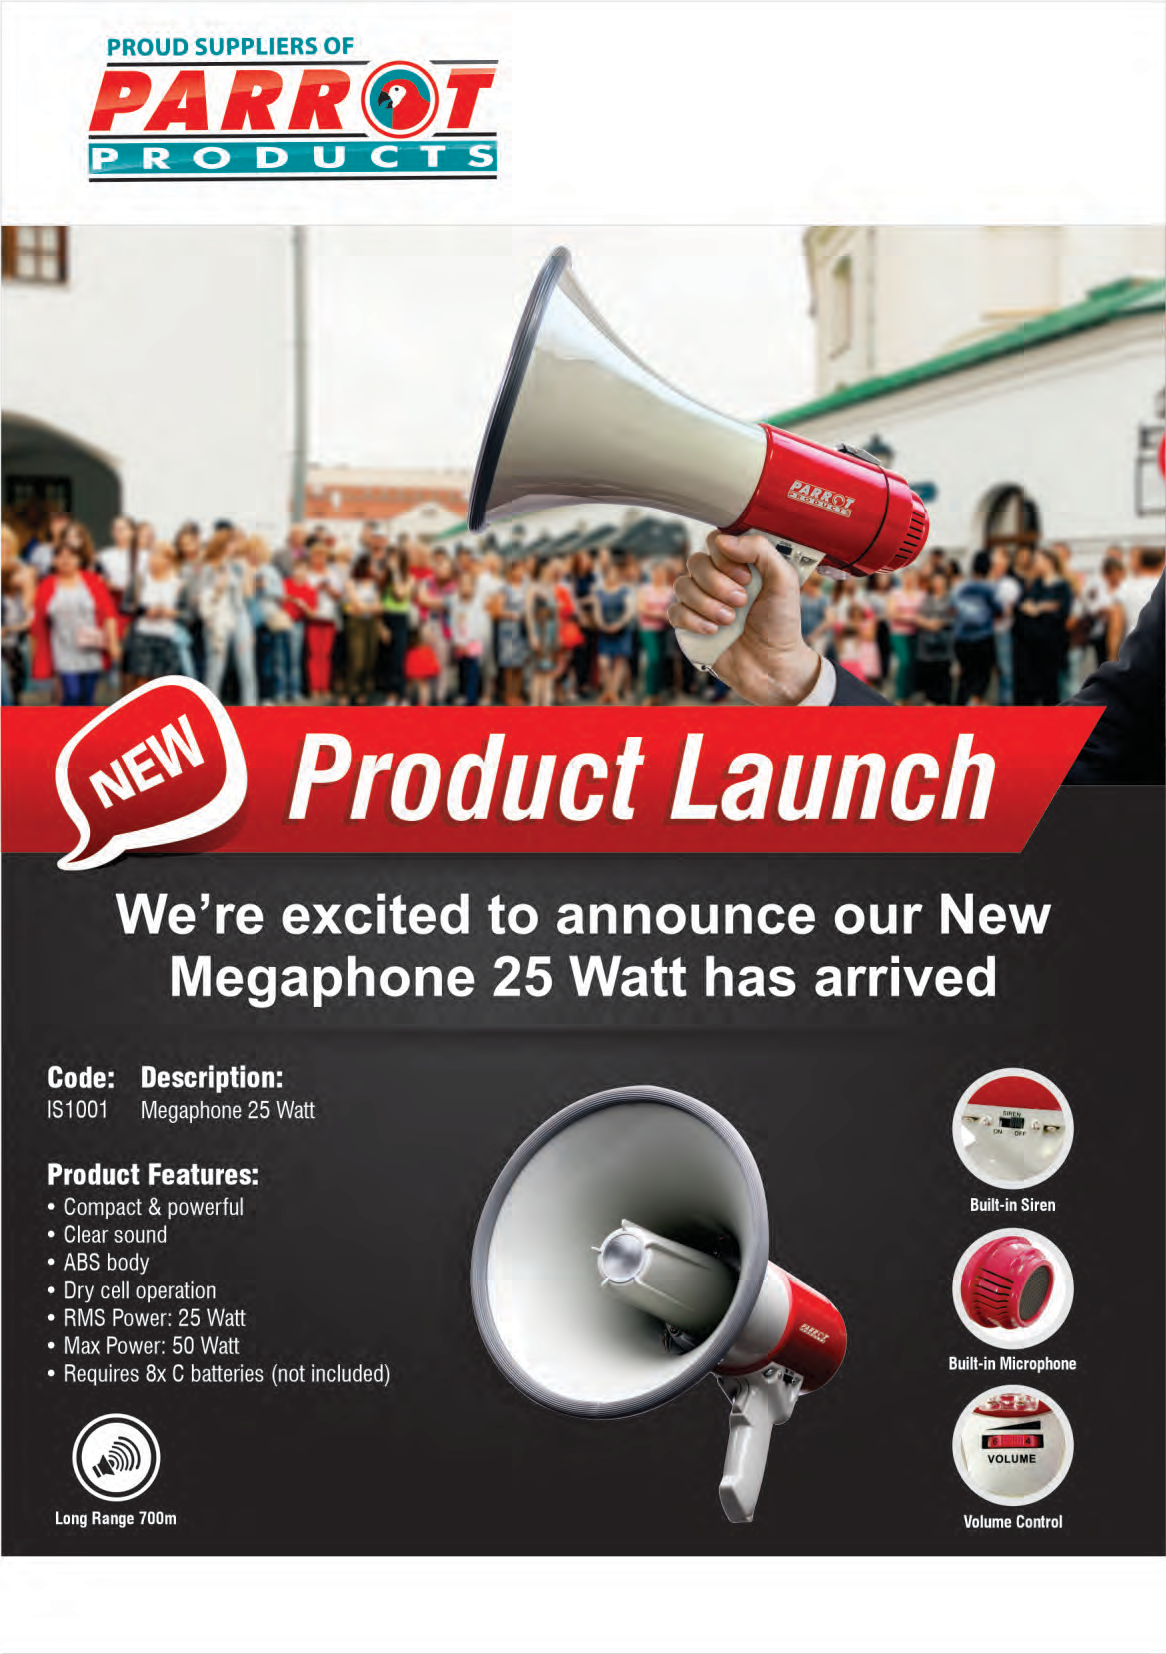 PROUD SUPPLIERS OF
PARROT
PRODUCTS
PARROT
PRODUCTS
NEW
Product Launch
We're excited to announce our New
Megaphone 25 Watt has arrived
Code: Description:
IS1001 Megaphone 25 Watt
Product Features:
• Compact & powerful
• Clear sound
• ABS body
• Dry cell operation
• RMS Power: 25 Watt
• Max Power: 50 Watt
• Requires 8x C batteries (not included)
Long Range 700m
PARROT
SIREN
ON OFF
Built-in Siren
Built-in Microphone
4
VOLUME
Volume Control